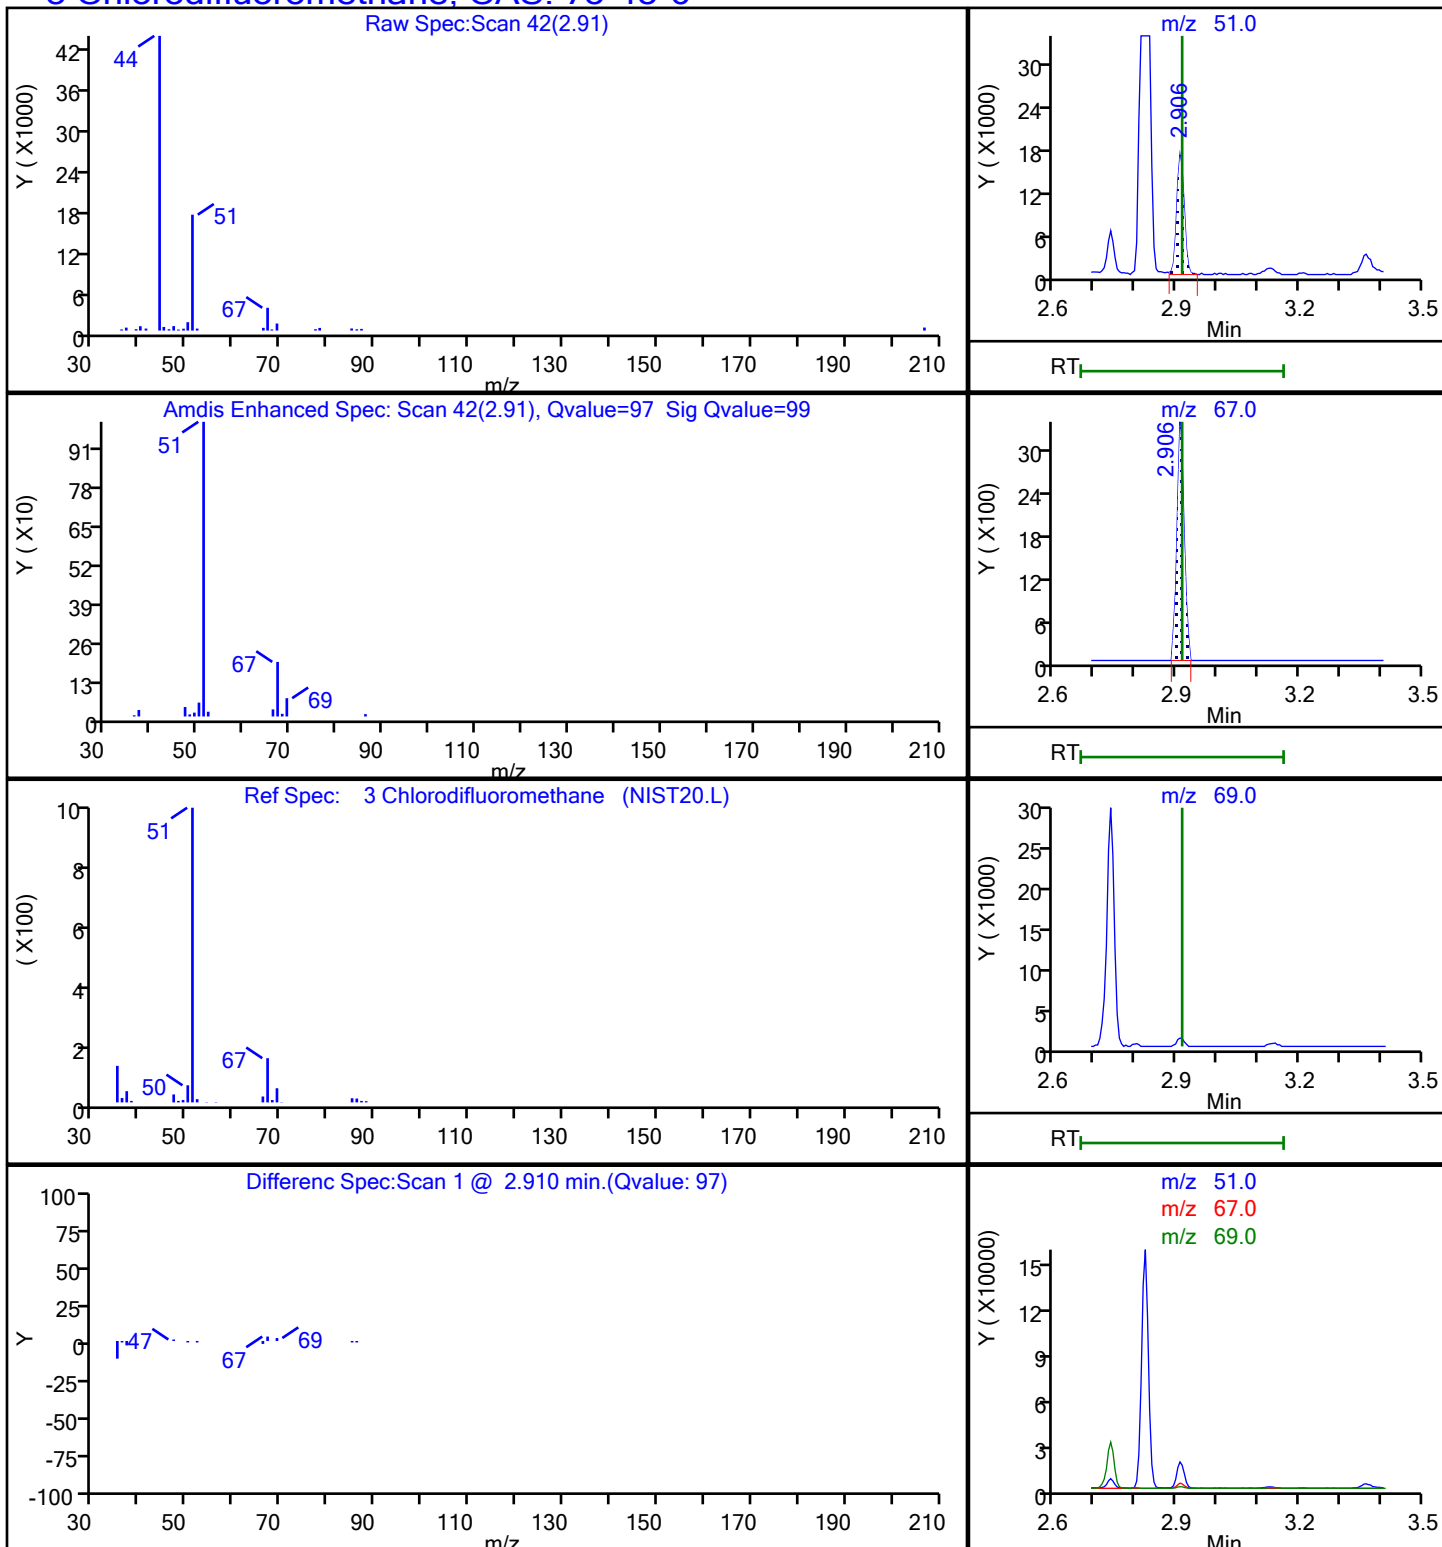 3 Chlorodifluoromethane, CAS: 75-45-6
Raw Spec:Scan 42(2.91)
Y ( X1000)
42
36
30
24
18
12
6
0
44
51
67
30 50 70 90 110 130 150 170 190 210
m/z
m/z 51.0
Y ( X1000)
30
24
18
12
6
0
2.906
2.6 2.9 3.2 3.5
Min
RT
Amdis Enhanced Spec: Scan 42(2.91), Qvalue=97 Sig Qvalue=99
Y ( X10)
91
78
65
52
39
26
13
0
51
67
69
30 50 70 90 110 130 150 170 190 210
m/z
m/z 67.0
Y ( X100)
30
24
18
12
6
0
2.906
2.6 2.9 3.2 3.5
Min
RT
Ref Spec: 3 Chlorodifluoromethane (NIST20.L)
( X100)
10
8
6
4
2
0
51
50
67
30 50 70 90 110 130 150 170 190 210
m/z 69.0
Y ( X1000)
30
25
20
15
10
5
0
2.6 2.9 3.2 3.5
Min
RT
Differenc Spec:Scan 1 @ 2.910 min.(Qvalue: 97)
Y
100
75
50
25
0
-25
-50
-75
-100
47
67
69
30 50 70 90 110 130 150 170 190 210
m/z
m/z 51.0
m/z 67.0
m/z 69.0
Y ( X10000)
15
12
9
6
3
0
2.6 2.9 3.2 3.5
Min